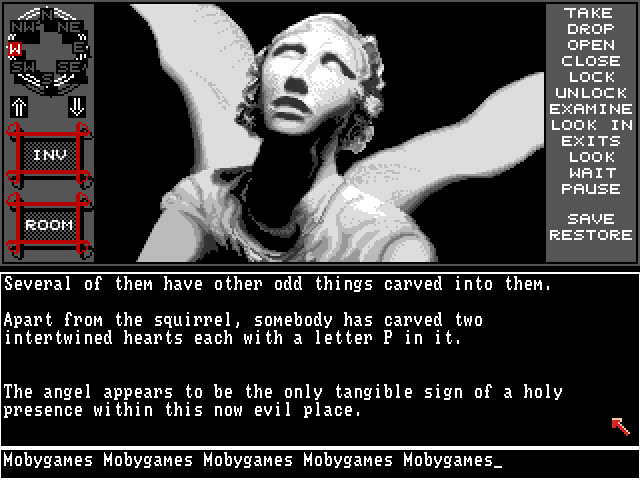 N
NW NE
W E
SW SE
S
INV
ROOM
TAKE
DROP
OPEN
CLOSE
LOCK
UNLOCK
EXAMINE
LOOK IN
EXITS
LOOK
WAIT
PAUSE
SAVE
RESTORE
Several of them have other odd things carved into them.
Apart from the squirrel, somebody has carved two
intertwined hearts each with a letter P in it.
The angel appears to be the only tangible sign of a holy
presence within this now evil place.
Mobygames Mobygames Mobygames Mobygames Mobygames_